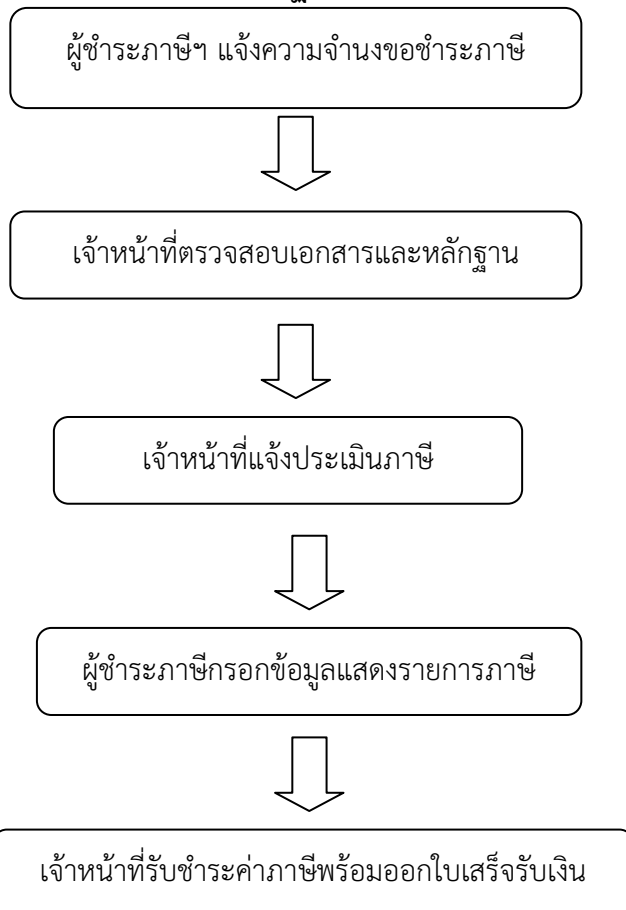 ผู้ชำระภาษีฯ แจ้งความจำนงขอชำระภาษี
เจ้าหน้าที่ตรวจสอบเอกสารและหลักฐาน
เจ้าหน้าที่แจ้งประเมินภาษี
ผู้ชำระภาษีกรอกข้อมูลแสดงรายการภาษี
เจ้าหน้าที่รับชำระค่าภาษีพร้อมออกใบเสร็จรับเงิน